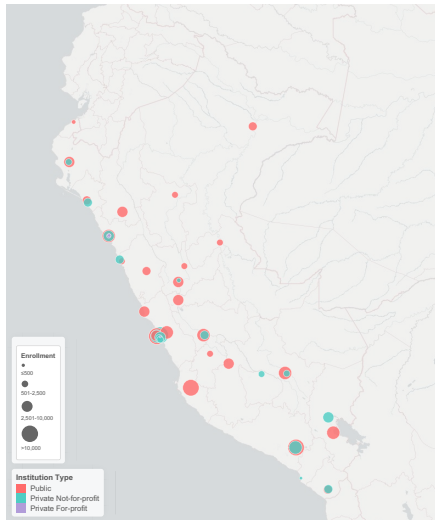 Enrollment
≤500
501-2,500
2,501-10,000
>10,000
Institution Type
Public
Private Not-for-profit
Private For-profit